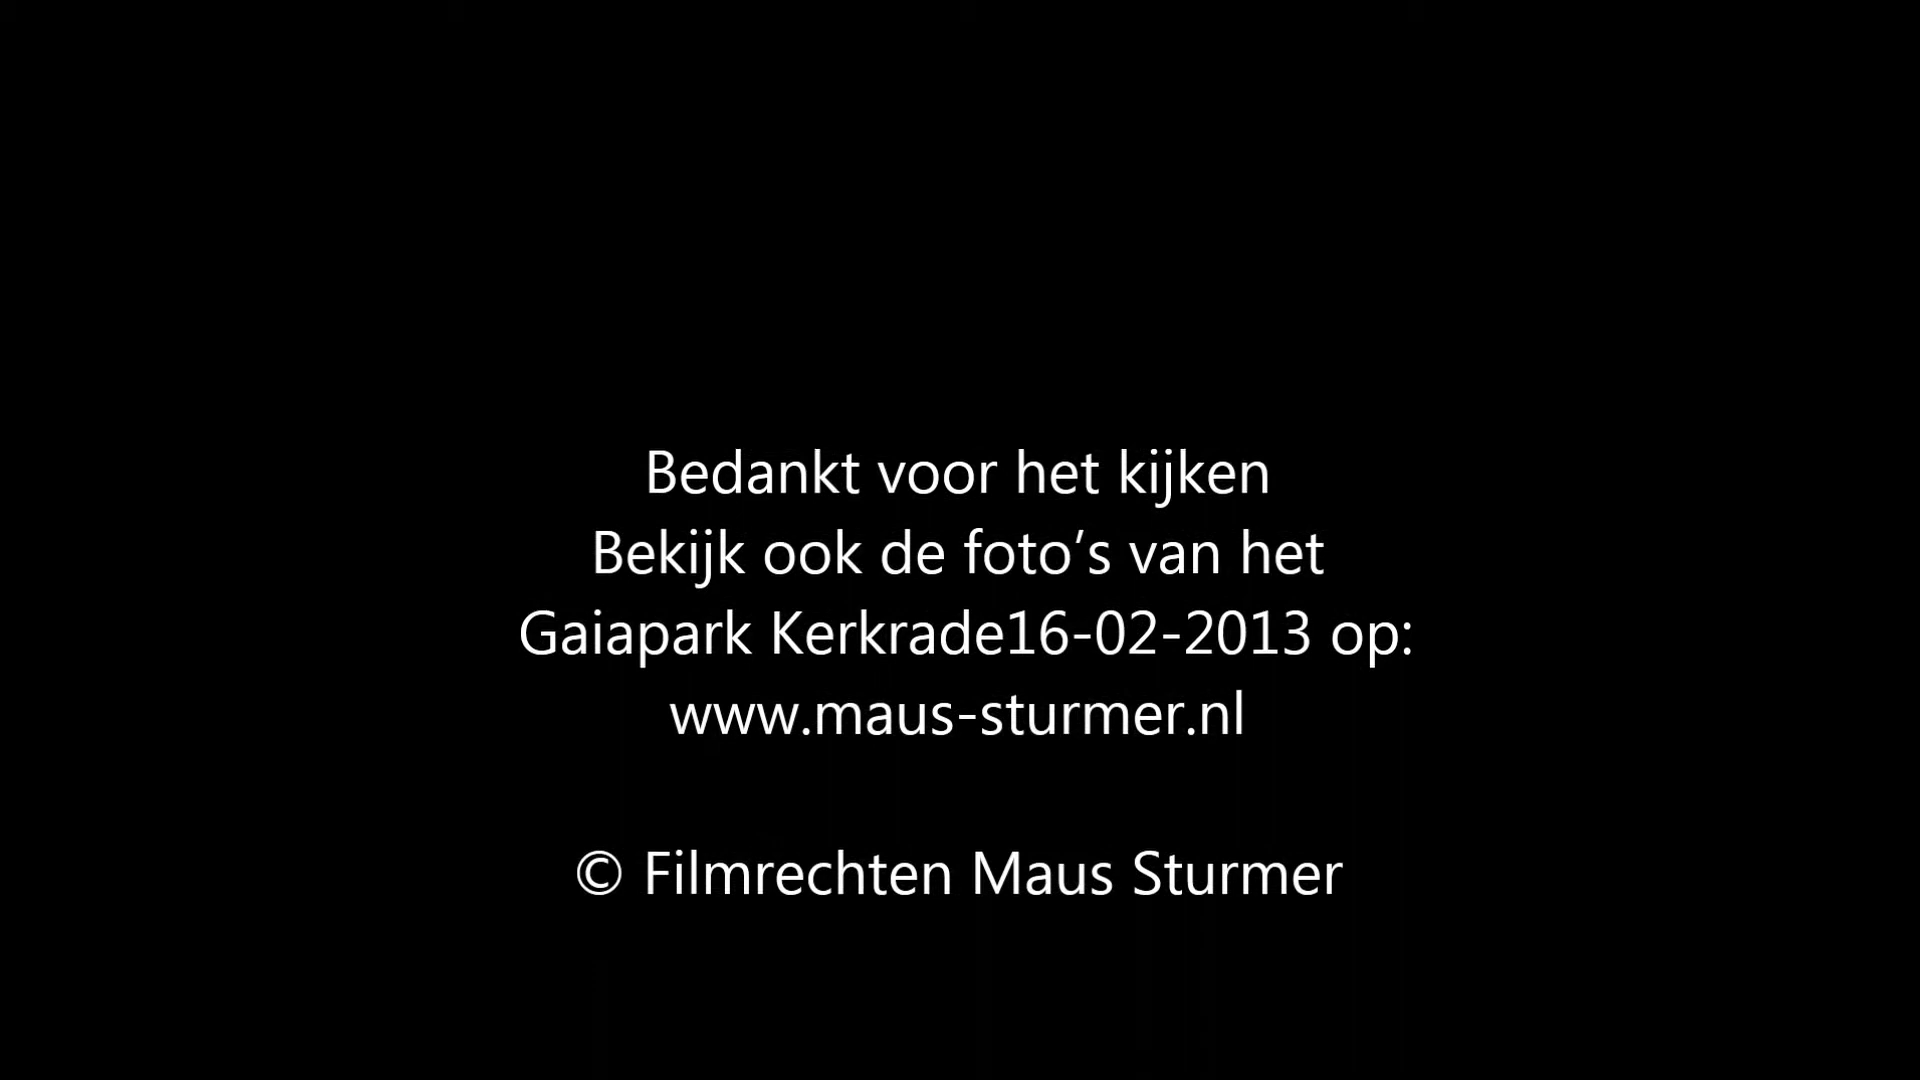 Bedankt voor het kijken
Bekijk ook de foto’s van het
Gaiapark Kerkrade16-02-2013 op:
www.maus-sturmer.nl
© Filmrechten Maus Sturmer